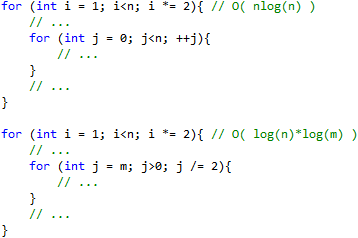 for (int i = 1; i<n; i *= 2){ // O( nlog(n) )
    // ...
    for (int j = 0; j<n; ++j){
        // ...
    }
    // ...
}

for (int i = 1; i<n; i *= 2){ // O( log(n)*log(m) )
    // ...
    for (int j = m; j>0; j /= 2){
        // ...
    }
    // ...
}